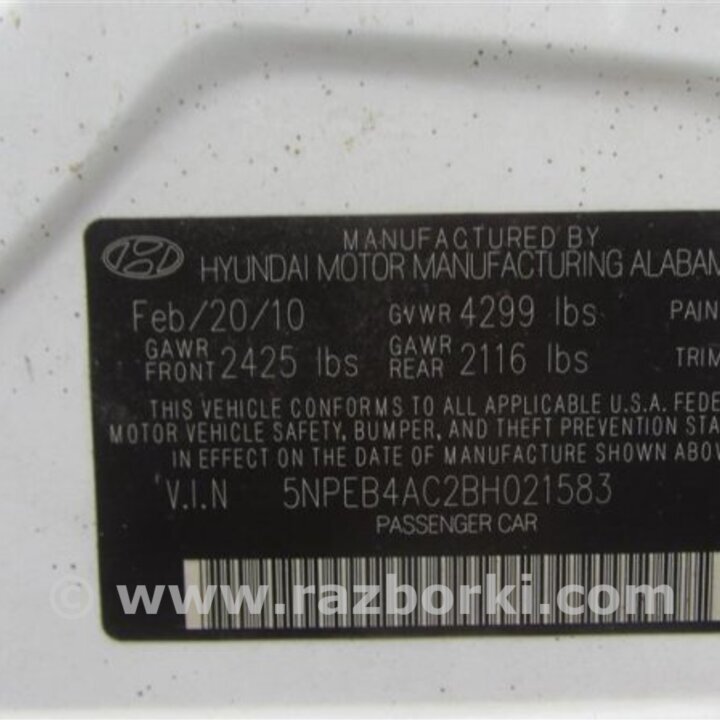 MANUFACTURED BY
HYUNDAI MOTOR MANUFACTURING ALABAM
Feb/20/10 GVWR 4299 lbs PAIN
GAWR FRONT 2425 lbs GAWR REAR 2116 lbs TRIM
THIS VEHICLE CONFORMS TO ALL APPLICABLE U.S.A. FEDE
MOTOR VEHICLE SAFETY, BUMPER, AND THEFT PREVENTION STA
IN EFFECT ON THE DATE OF MANUFACTURE SHOWN ABOV
V.I.N 5NPEB4AC2BH021583
PASSENGER CAR
© www.razborki.com